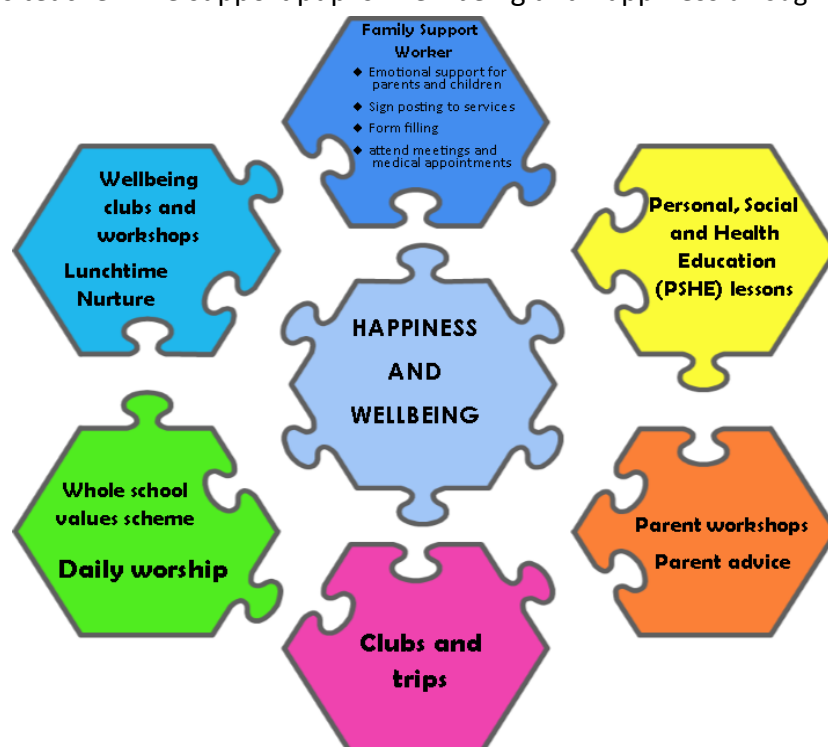 Family Support
Worker
◆ Emotional support for
parents and children
◆ Sign posting to services
◆ Form filling
◆ attend meetings and
medical appointments
Wellbeing
clubs and
workshops
Lunchtime
Nurture
Personal, Social
and Health
Education
(PSHE) lessons
HAPPINESS
AND
WELLBEING
Whole school
values scheme
Daily worship
Parent workshops
Parent advice
Clubs and
trips